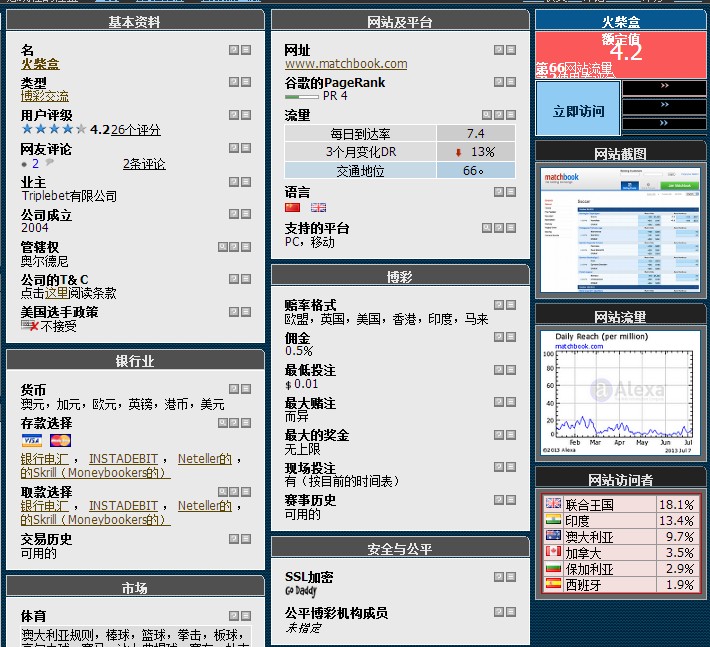 基本资料
名
火柴盒
类型
博彩交流
用户评级
4.2 26个评分
网友评论
2 2条评论
业主
Triplebet有限公司
公司成立
2004
管辖权
奥尔德尼
公司的T& C
点击这里阅读条款
美国选手政策
不接受
银行业
货币
澳元，加元，欧元，英镑，港币，美元
存款选择
VISA
银行电汇 ， INSTADEBIT ， Neteller的 ，
的Skrill（Moneybookers的）
取款选择
银行电汇 ， INSTADEBIT ， Neteller的 ，
的Skrill（Moneybookers的）
交易历史
可用的
市场
体育
澳大利亚规则，棒球，篮球，拳击，板球，
网站及平台
网址
www.matchbook.com
谷歌的PageRank
PR 4
流量
每日到达率 7.4
3个月变化DR 13%
交通地位 66。
语言
支持的平台
PC，移动
博彩
赔率格式
欧盟，英国，美国，香港，印度，马来
佣金
0.5%
最低投注
$ 0.01
最大赌注
而异
最大的奖金
无上限
现场投注
有（按目前的时间表）
赛事历史
可用的
安全与公平
SSL加密
Go Daddy
公平博彩机构成员
未指定
火柴盒
额定值
4.2
第66网站流量
立即访问
»
»
»
网站截图
matchbook
Soccer
网站流量
Daily Reach (per million)
matchbook.com
100
80
60
40
20
0
Alexa
Feb Mar Apr May Jun Jul
©2013 Alexa 2013 Jul 7
网站访问者
联合王国 18.1%
印度 13.4%
澳大利亚 9.7%
加拿大 3.5%
保加利亚 2.9%
西班牙 1.9%